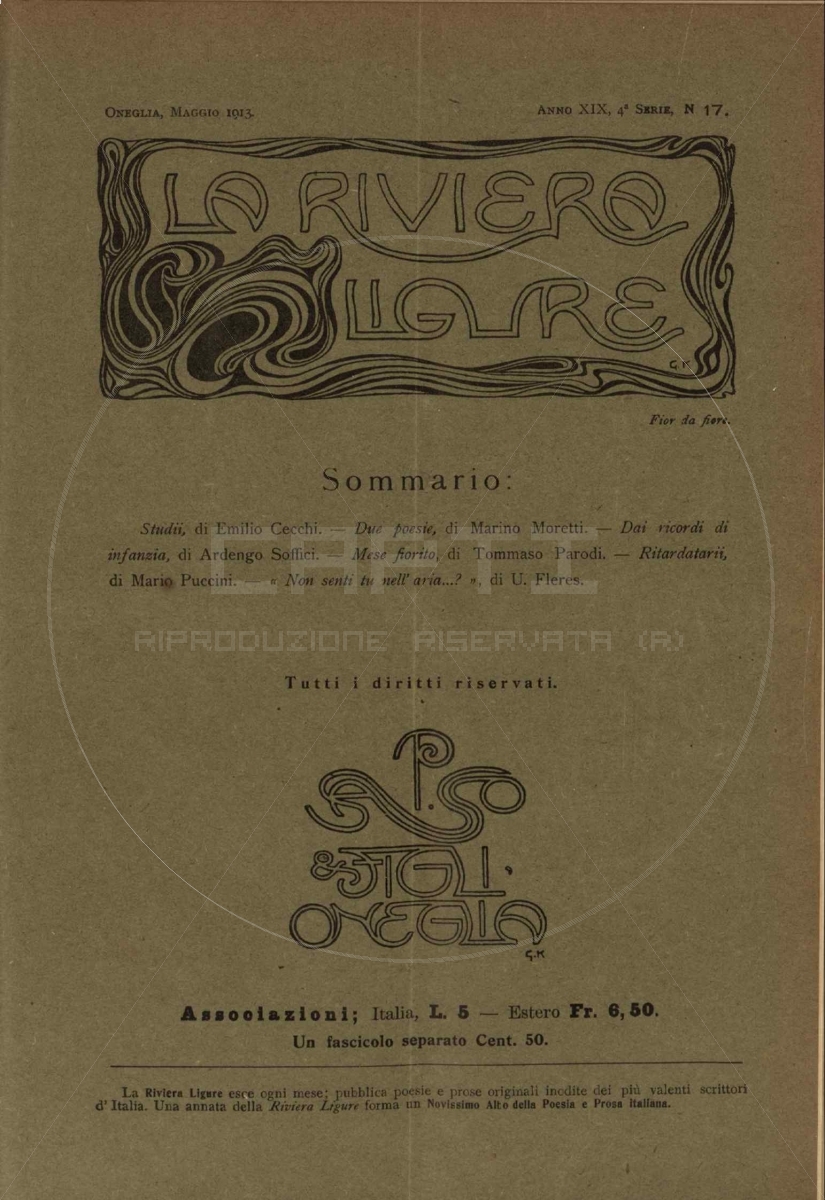 Oneglia, Maggio 1913.
Anno XIX, 4ª Serie, N 17.
LA RIVIERA
LIGURE
G.K
Fior da fiore.
Sommario:
Studii, di Emilio Cecchi. — Due poesie, di Marino Moretti. — Dai ricordi di
infanzia, di Ardengo Soffici. — Mese fiorito, di Tommaso Parodi. — Ritardatarii,
di Mario Puccini. — « Non senti tu nell' aria...? », di U. Fleres.
RIPRODUZIONE RISERVATA (R)
Tutti i diritti riservati.
P.
SASSO
& FIGLI.
ONEGLIA
G.K
Associazioni; Italia, L. 5 — Estero Fr. 6,50.
Un fascicolo separato Cent. 50.
La Riviera Ligure esce ogni mese; pubblica poesie e prose originali inedite dei più valenti scrittori
d' Italia. Una annata della Riviera Ligure forma un Novissimo Albo della Poesia e Prosa Italiana.